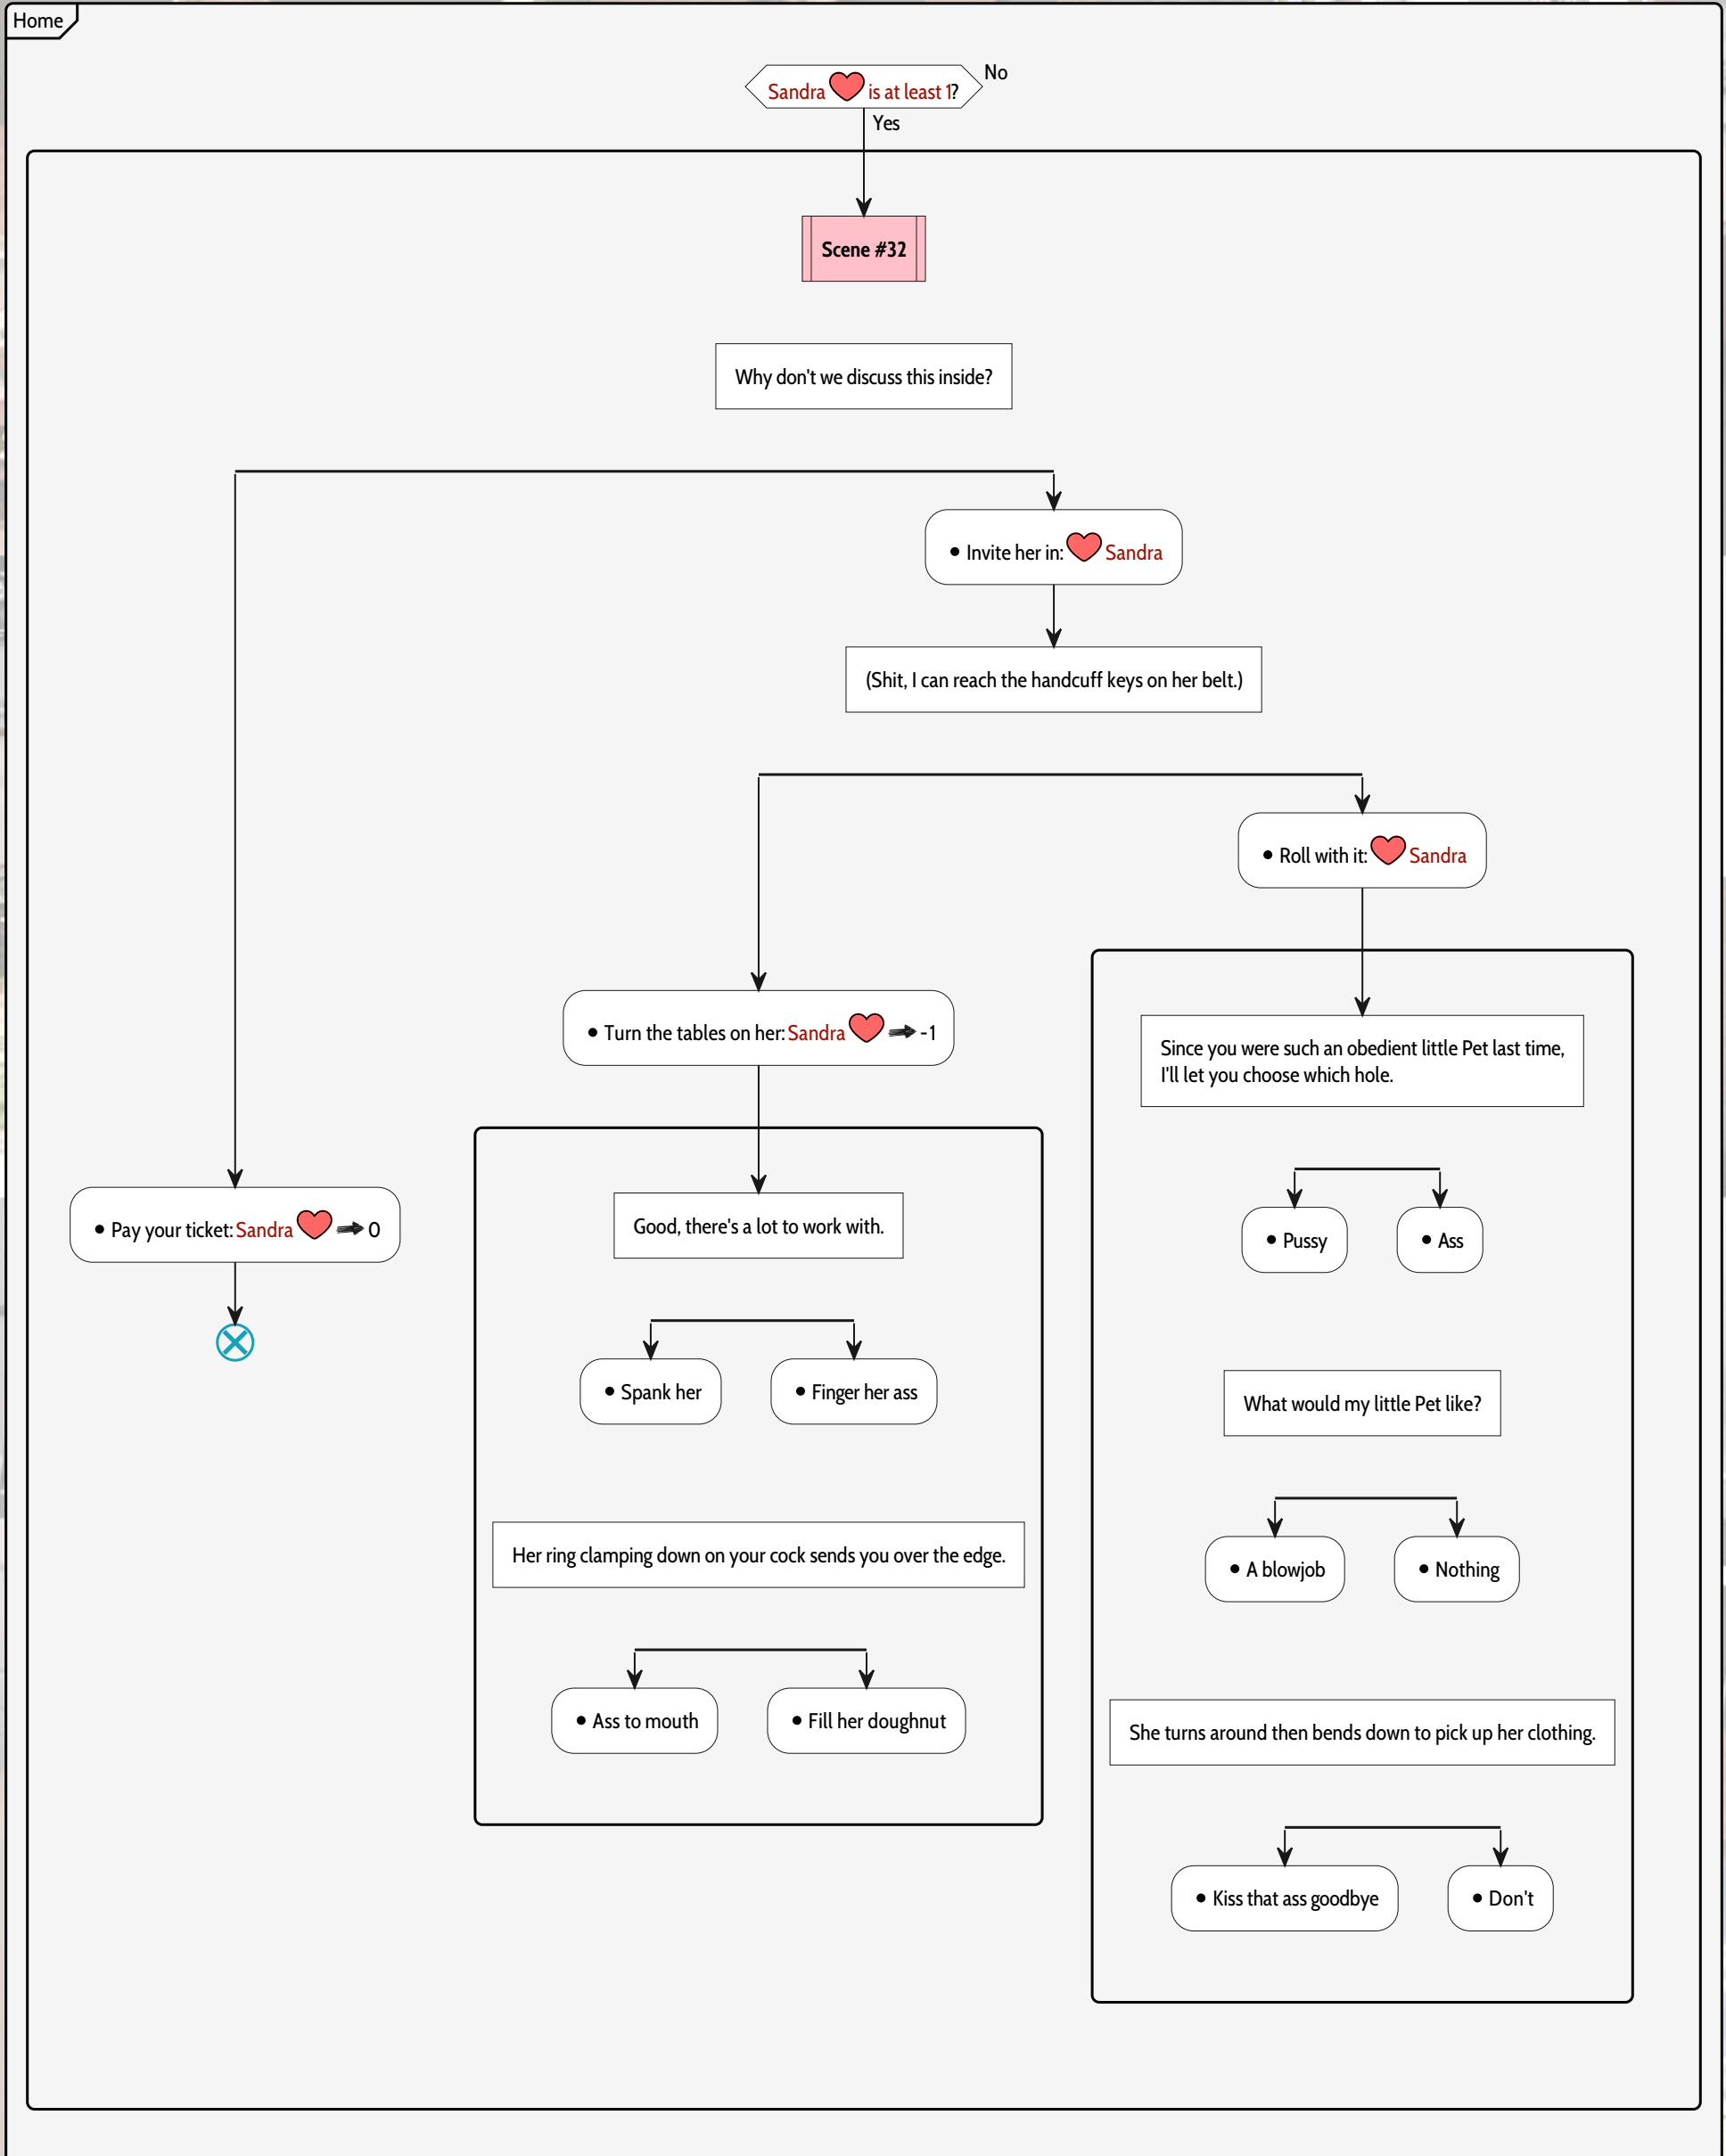 Home
Sandra is at least 1?
No
Yes
Scene #32
Why don't we discuss this inside?
• Invite her in: Sandra
(Shit, I can reach the handcuff keys on her belt.)
• Roll with it: Sandra
• Turn the tables on her: Sandra -1
Since you were such an obedient little Pet last time,
I'll let you choose which hole.
• Pay your ticket: Sandra 0
Good, there's a lot to work with.
• Pussy
• Ass
• Spank her
• Finger her ass
What would my little Pet like?
Her ring clamping down on your cock sends you over the edge.
• A blowjob
• Nothing
• Ass to mouth
• Fill her doughnut
She turns around then bends down to pick up her clothing.
• Kiss that ass goodbye
• Don't